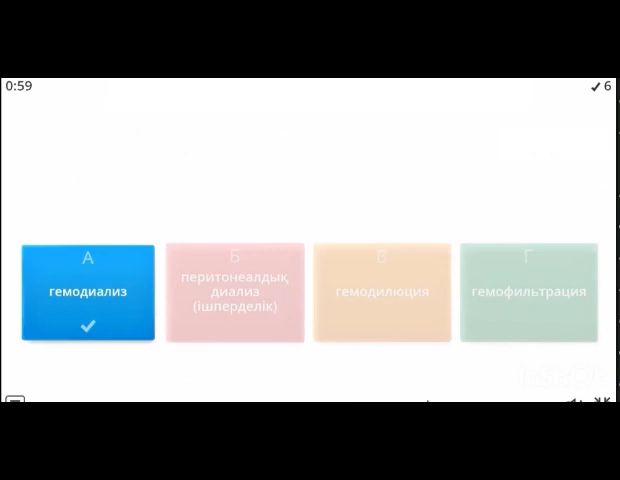 0:59
✓ 6
А
гемодиализ
Б
перитонеалдық
диализ
(ішперделік)
В
гемодилюция
Г
гемофильтрация